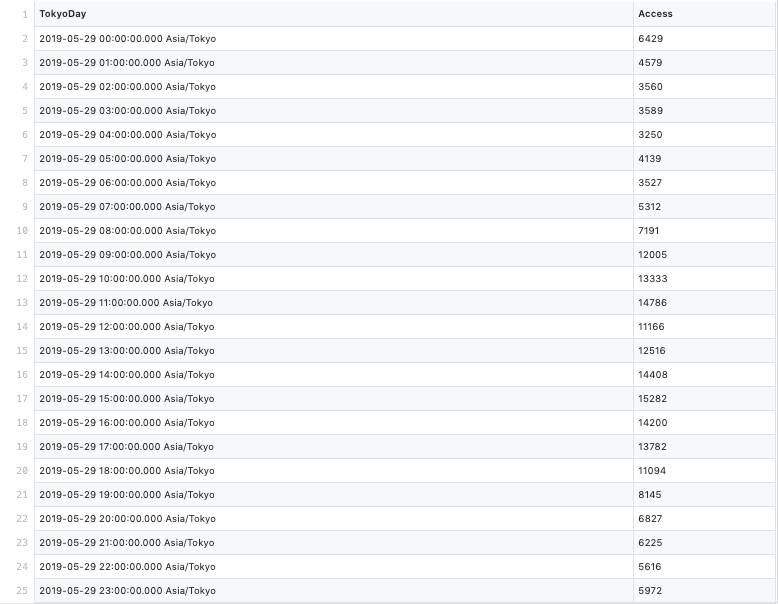 1 TokyoDay Access
2 2019-05-29 00:00:00.000 Asia/Tokyo 6429
3 2019-05-29 01:00:00.000 Asia/Tokyo 4579
4 2019-05-29 02:00:00.000 Asia/Tokyo 3560
5 2019-05-29 03:00:00.000 Asia/Tokyo 3589
6 2019-05-29 04:00:00.000 Asia/Tokyo 3250
7 2019-05-29 05:00:00.000 Asia/Tokyo 4139
8 2019-05-29 06:00:00.000 Asia/Tokyo 3527
9 2019-05-29 07:00:00.000 Asia/Tokyo 5312
10 2019-05-29 08:00:00.000 Asia/Tokyo 7191
11 2019-05-29 09:00:00.000 Asia/Tokyo 12005
12 2019-05-29 10:00:00.000 Asia/Tokyo 13333
13 2019-05-29 11:00:00.000 Asia/Tokyo 14786
14 2019-05-29 12:00:00.000 Asia/Tokyo 11166
15 2019-05-29 13:00:00.000 Asia/Tokyo 12516
16 2019-05-29 14:00:00.000 Asia/Tokyo 14408
17 2019-05-29 15:00:00.000 Asia/Tokyo 15282
18 2019-05-29 16:00:00.000 Asia/Tokyo 14200
19 2019-05-29 17:00:00.000 Asia/Tokyo 13782
20 2019-05-29 18:00:00.000 Asia/Tokyo 11094
21 2019-05-29 19:00:00.000 Asia/Tokyo 8145
22 2019-05-29 20:00:00.000 Asia/Tokyo 6827
23 2019-05-29 21:00:00.000 Asia/Tokyo 6225
24 2019-05-29 22:00:00.000 Asia/Tokyo 5616
25 2019-05-29 23:00:00.000 Asia/Tokyo 5972